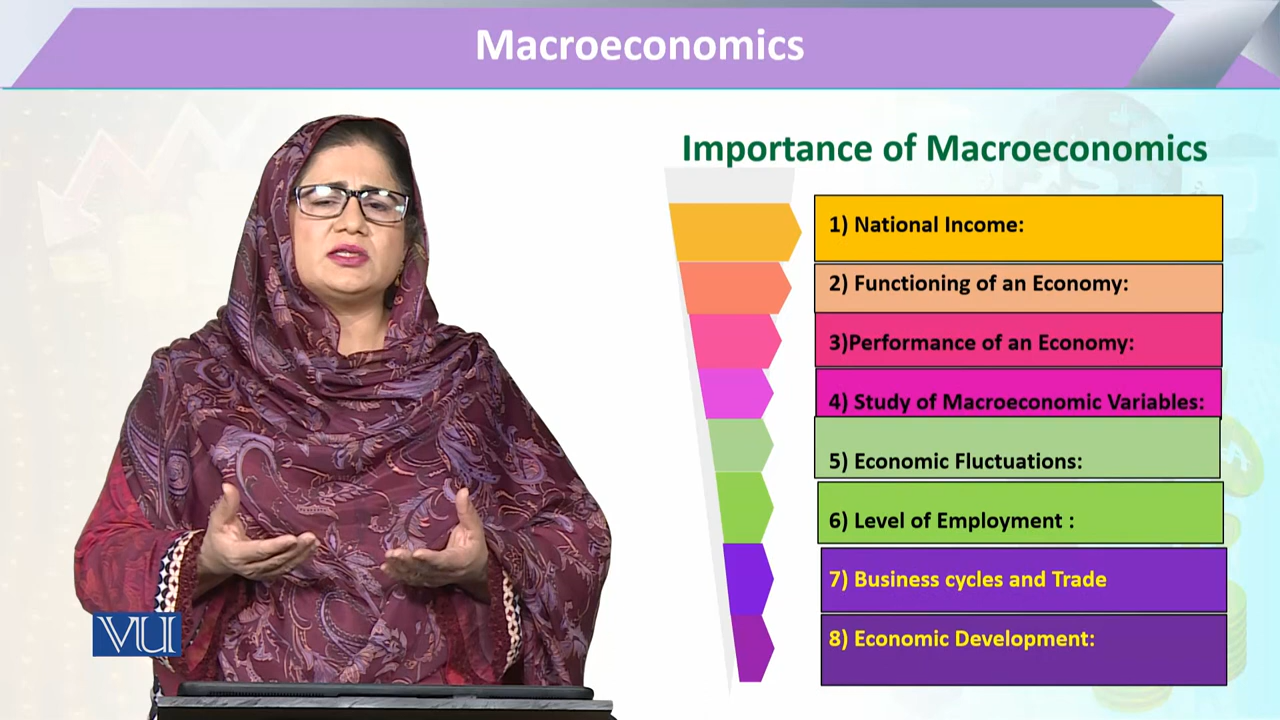 Macroeconomics
Importance of Macroeconomics
1) National Income:
2) Functioning of an Economy:
3)Performance of an Economy:
4) Study of Macroeconomic Variables:
5) Economic Fluctuations:
6) Level of Employment :
7) Business cycles and Trade
8) Economic Development:
VU